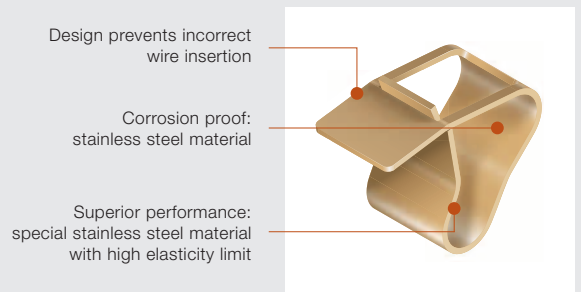 Design prevents incorrect
wire insertion
Corrosion proof:
stainless steel material
Superior performance:
special stainless steel material
with high elasticity limit